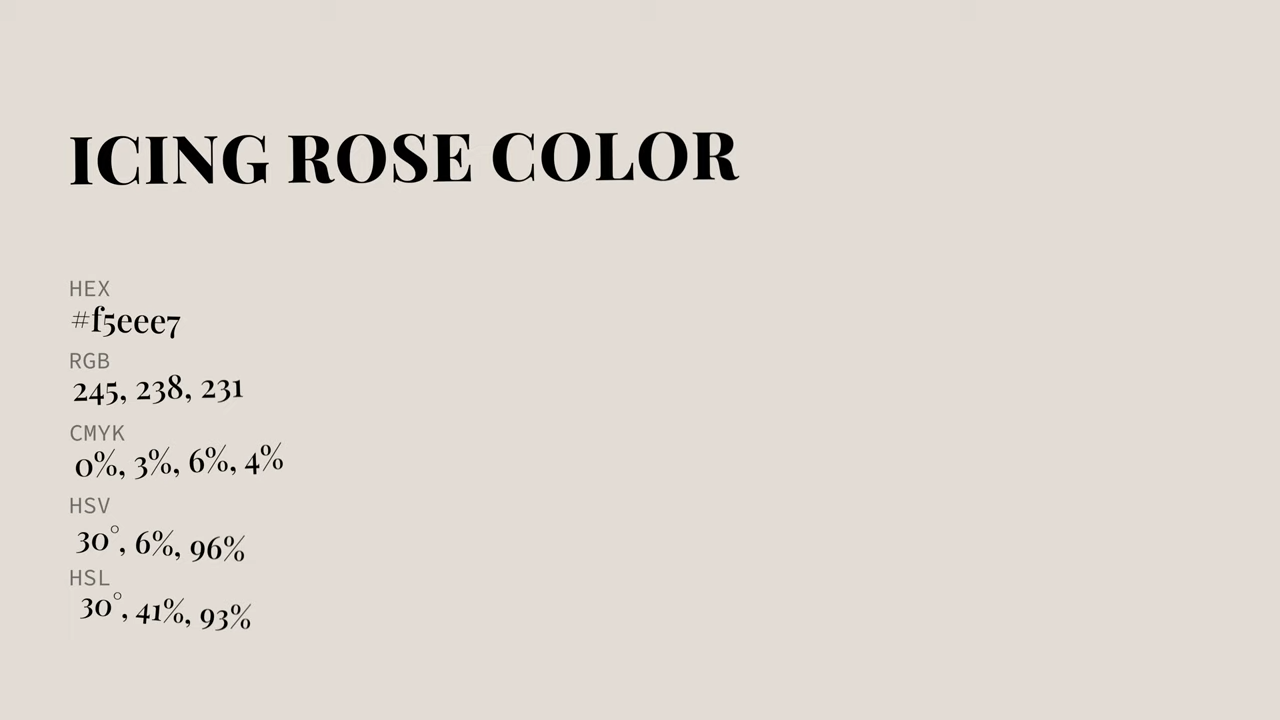 ICING ROSE COLOR
HEX
#f5eee7
RGB
245, 238, 231
CMYK
0%, 3%, 6%, 4%
HSV
30°, 6%, 96%
HSL
30°, 41%, 93%